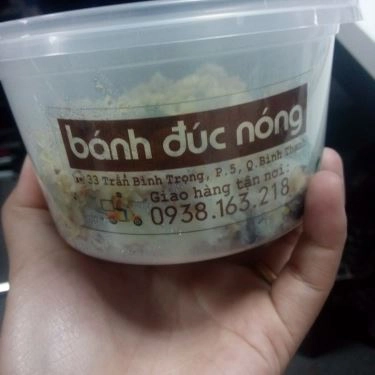 bánh đúc nóng
33 Trần Bình Trọng, P.5, Q.Bình Thạnh
Giao hàng tận nơi:
0938.163.218